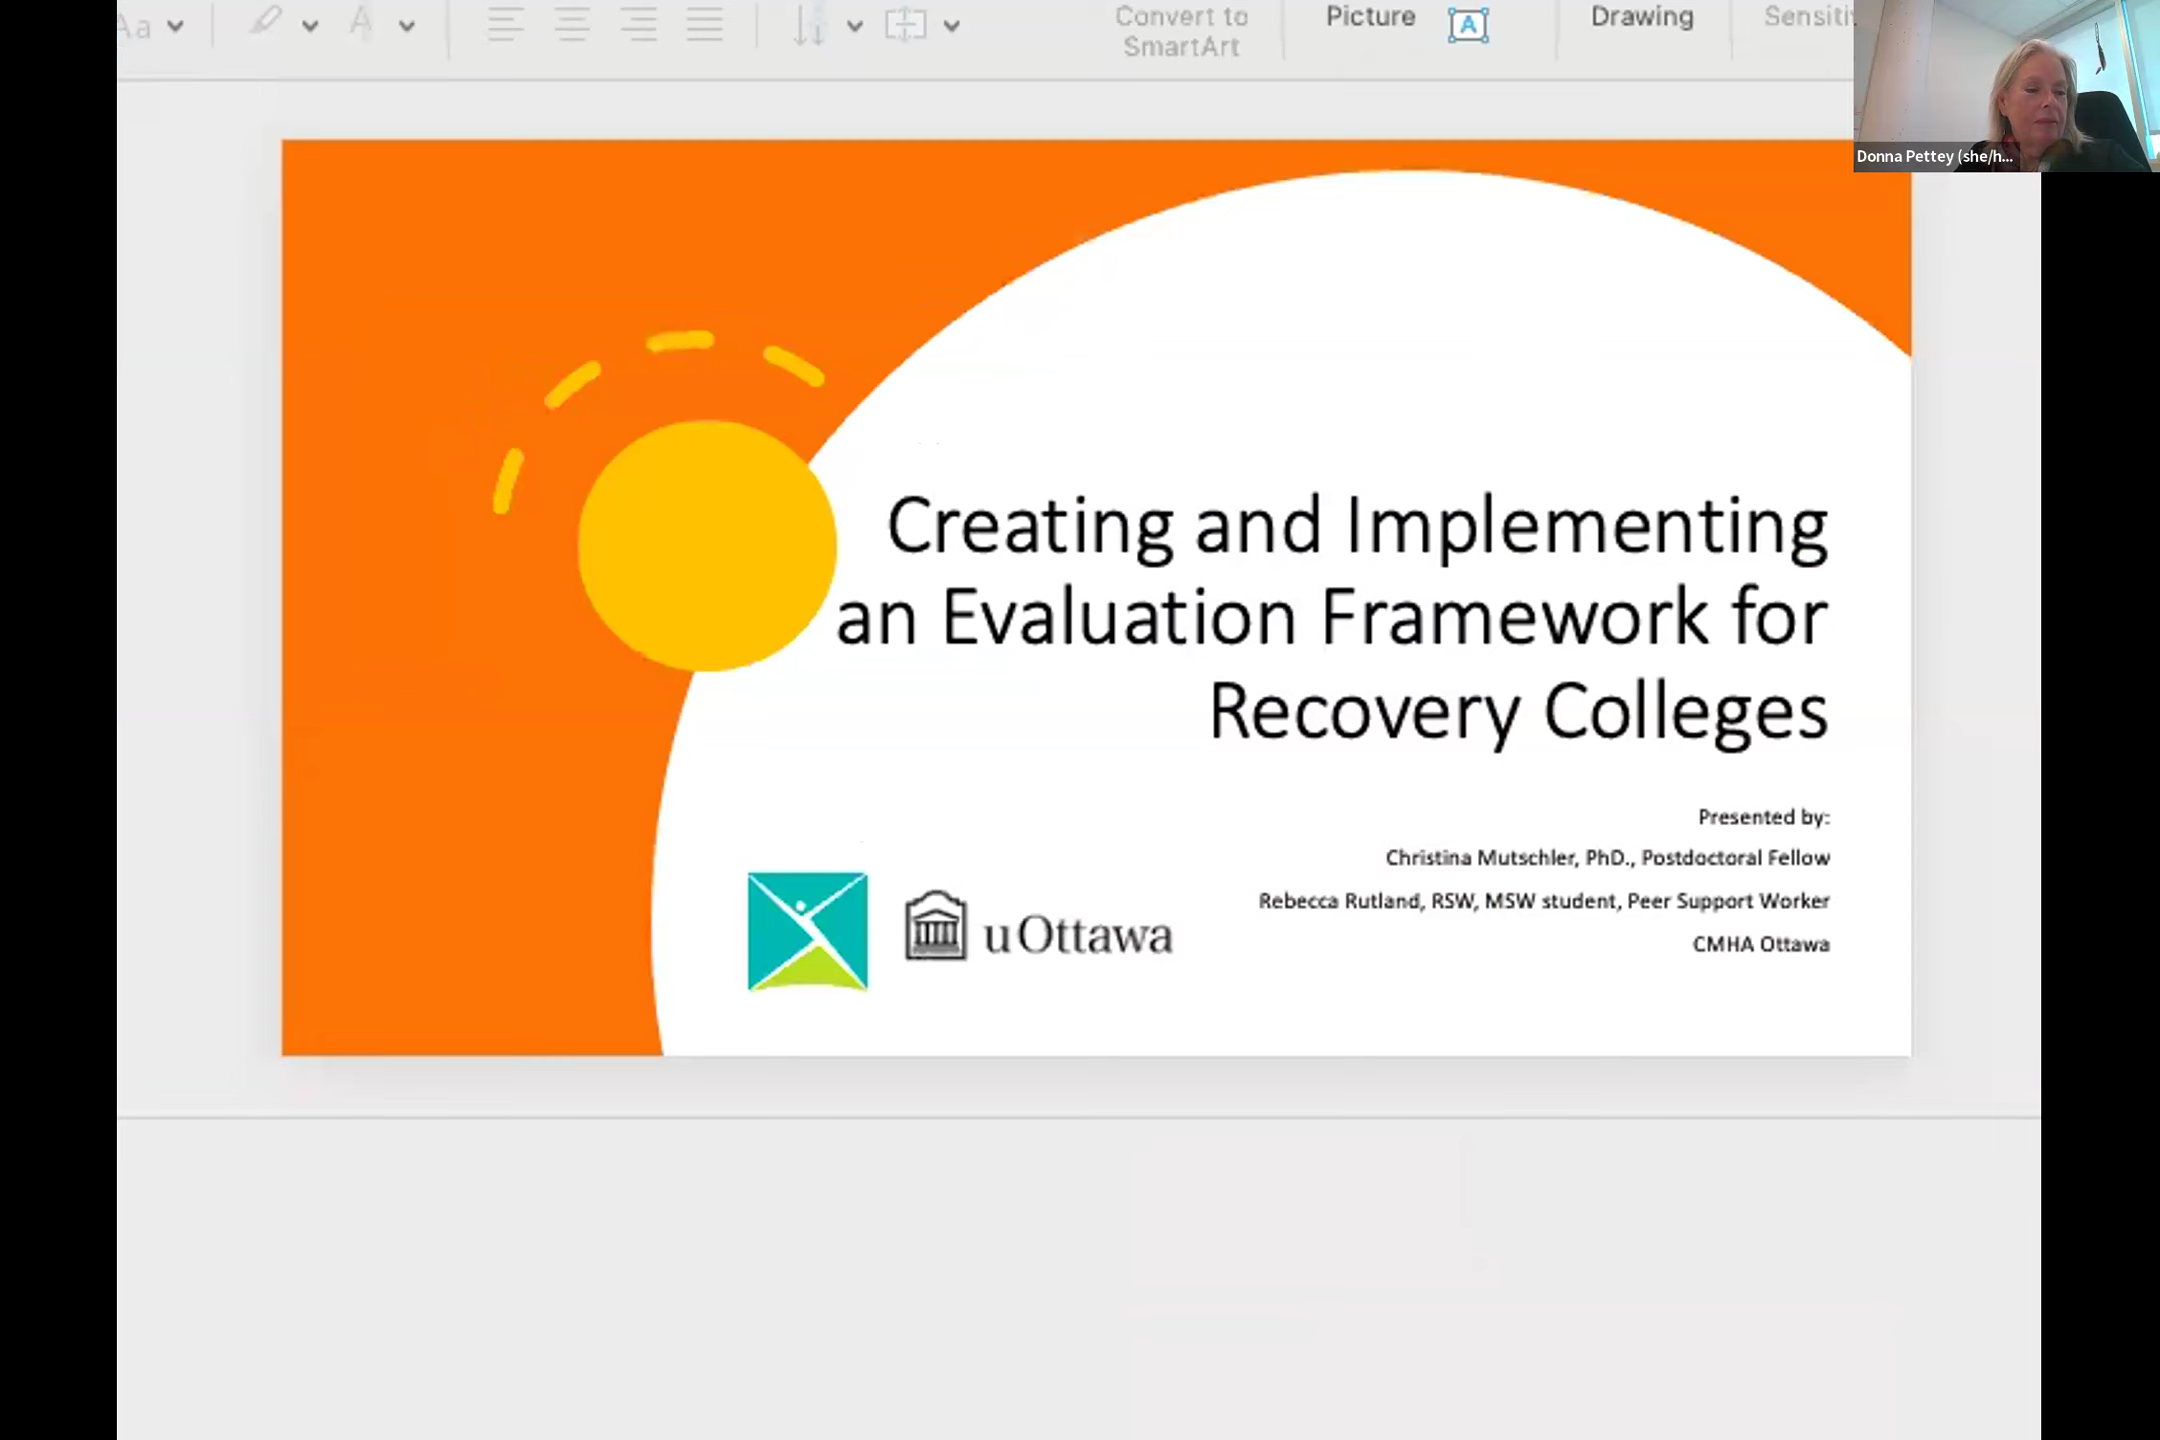 Aa
A
Convert to
SmartArt
Picture
A
Drawing
Donna Pettey (she/h...
Creating and Implementing
an Evaluation Framework for
Recovery Colleges
Presented by:
Christina Mutschler, PhD., Postdoctoral Fellow
Rebecca Rutland, RSW, MSW student, Peer Support Worker
CMHA Ottawa
uOttawa